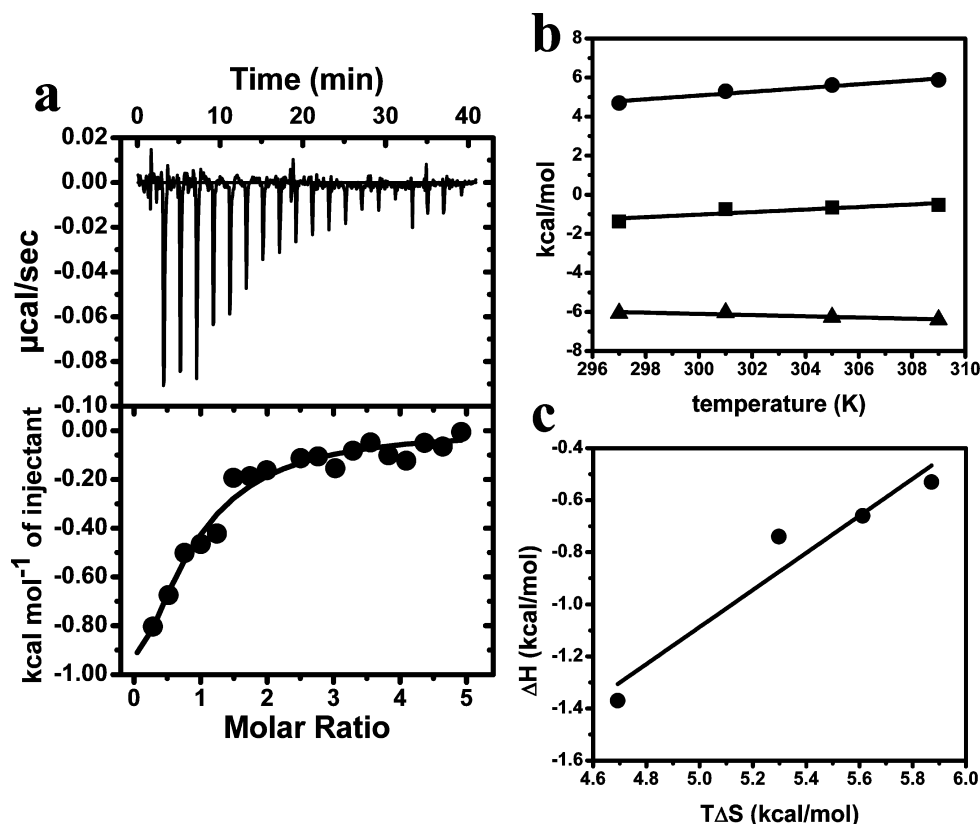 a
Time (min)
0 10 20 30 40
0.02
0.00
-0.02
-0.04
-0.06
-0.08
-0.10
µcal/sec
0.00
-0.20
-0.40
-0.60
-0.80
-1.00
kcal mol-1 of injectant
0 1 2 3 4 5
Molar Ratio
b
8
6
4
2
0
-2
-4
-6
-8
kcal/mol
296 298 300 302 304 306 308 310
temperature (K)
c
-0.4
-0.6
-0.8
-1.0
-1.2
-1.4
-1.6
ΔH (kcal/mol)
4.6 4.8 5.0 5.2 5.4 5.6 5.8 6.0
TΔS (kcal/mol)